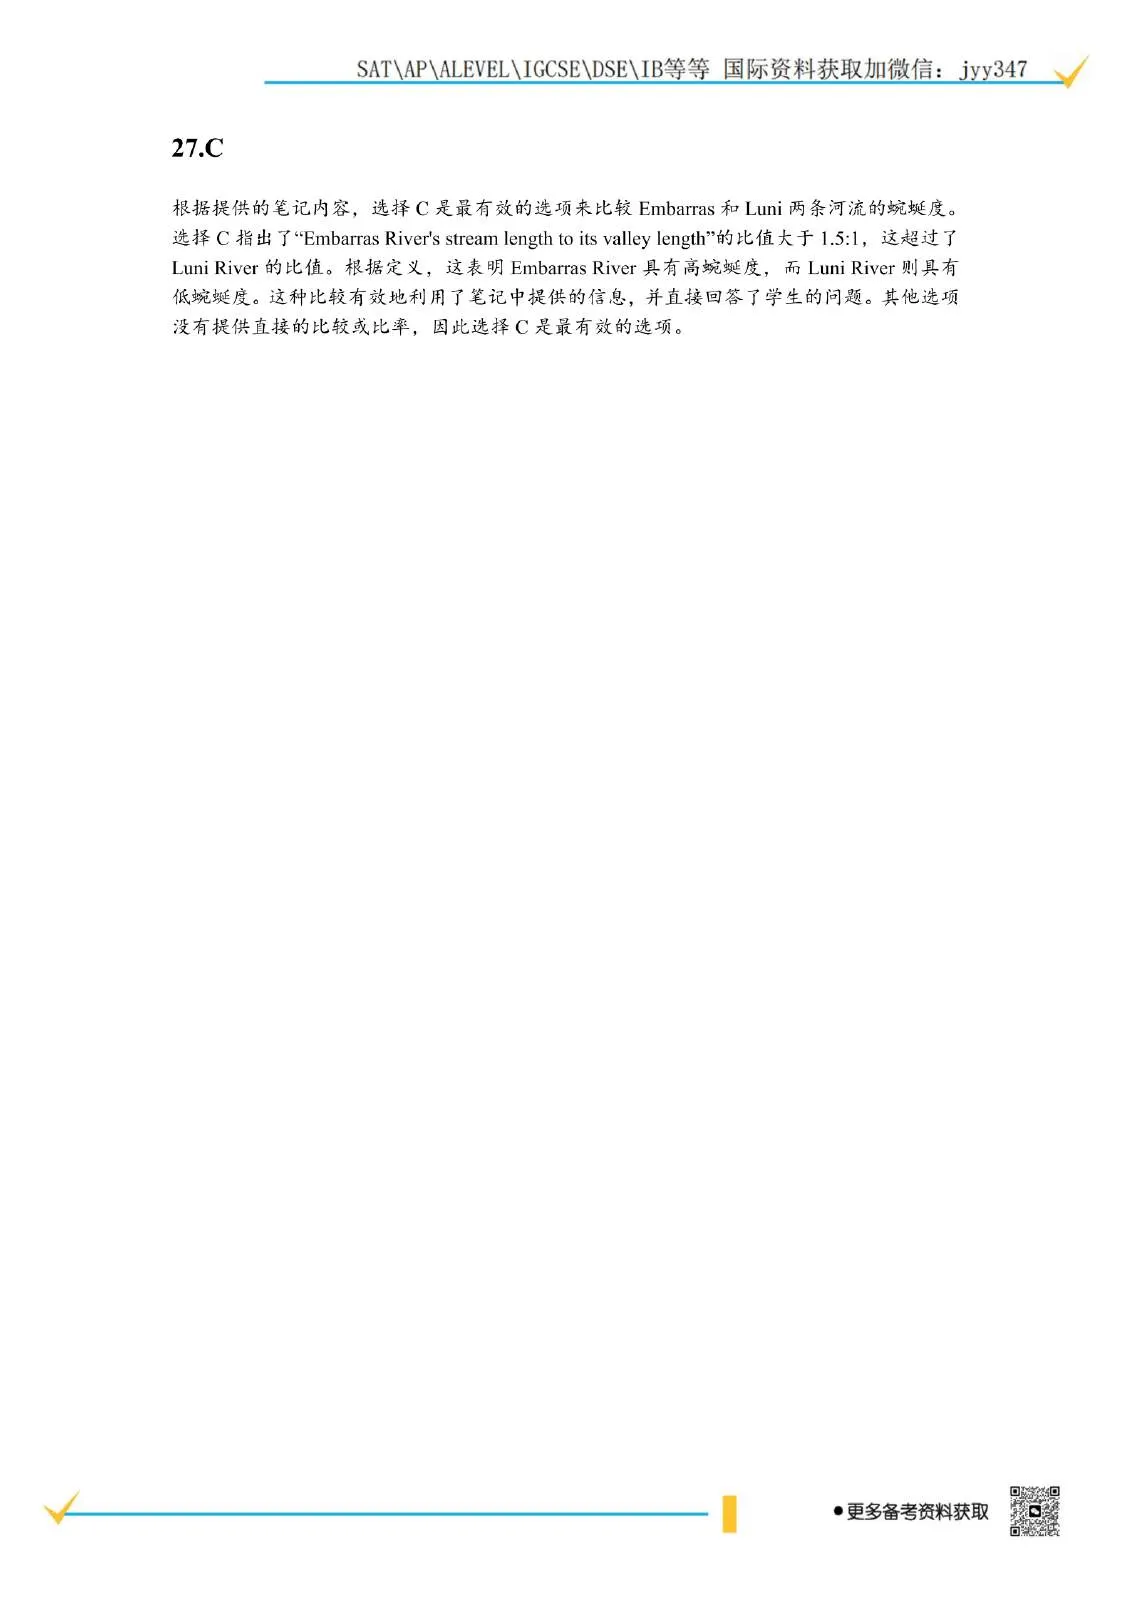 SAT\AP\ALEVEL\IGCSE\DSE\IB等等 国际资料获取加微信：jyy347
27.C
根据提供的笔记内容，选择 C 是最有效的选项来比较 Embarras 和 Luni 两条河流的蜿蜒度。
选择 C 指出了“Embarras River's stream length to its valley length”的比值大于 1.5:1，这超过了
Luni River 的比值。根据定义，这表明 Embarras River 具有高蜿蜒度，而 Luni River 则具有
低蜿蜒度。这种比较有效地利用了笔记中提供的信息，并直接回答了学生的问题。其他选项
没有提供直接的比较或比率，因此选择 C 是最有效的选项。
●更多备考资料获取